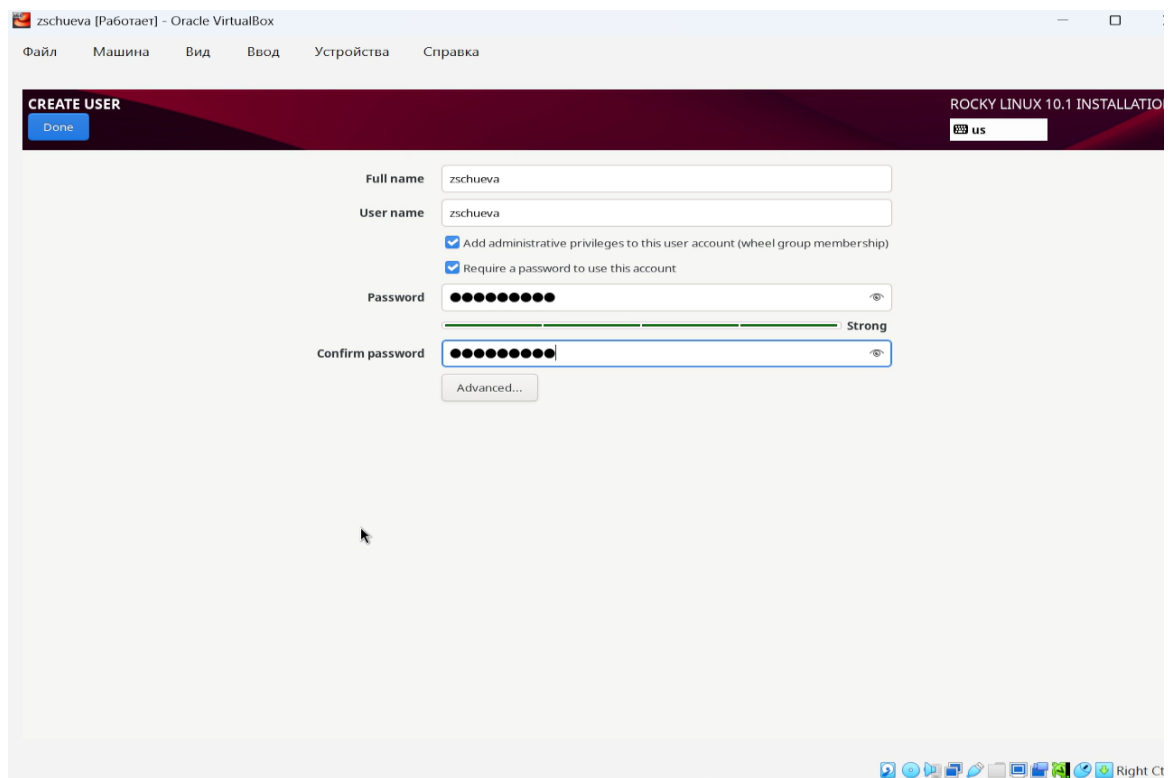 zschueva [Работает] - Oracle VirtualBox
Файл Машина Вид Ввод Устройства Справка
CREATE USER
ROCKY LINUX 10.1 INSTALLATIO
Done
us
Full name zschueva
User name zschueva
Add administrative privileges to this user account (wheel group membership)
Require a password to use this account
Password ●●●●●●●●●
Strong
Confirm password ●●●●●●●●●
Advanced...
Right Ct